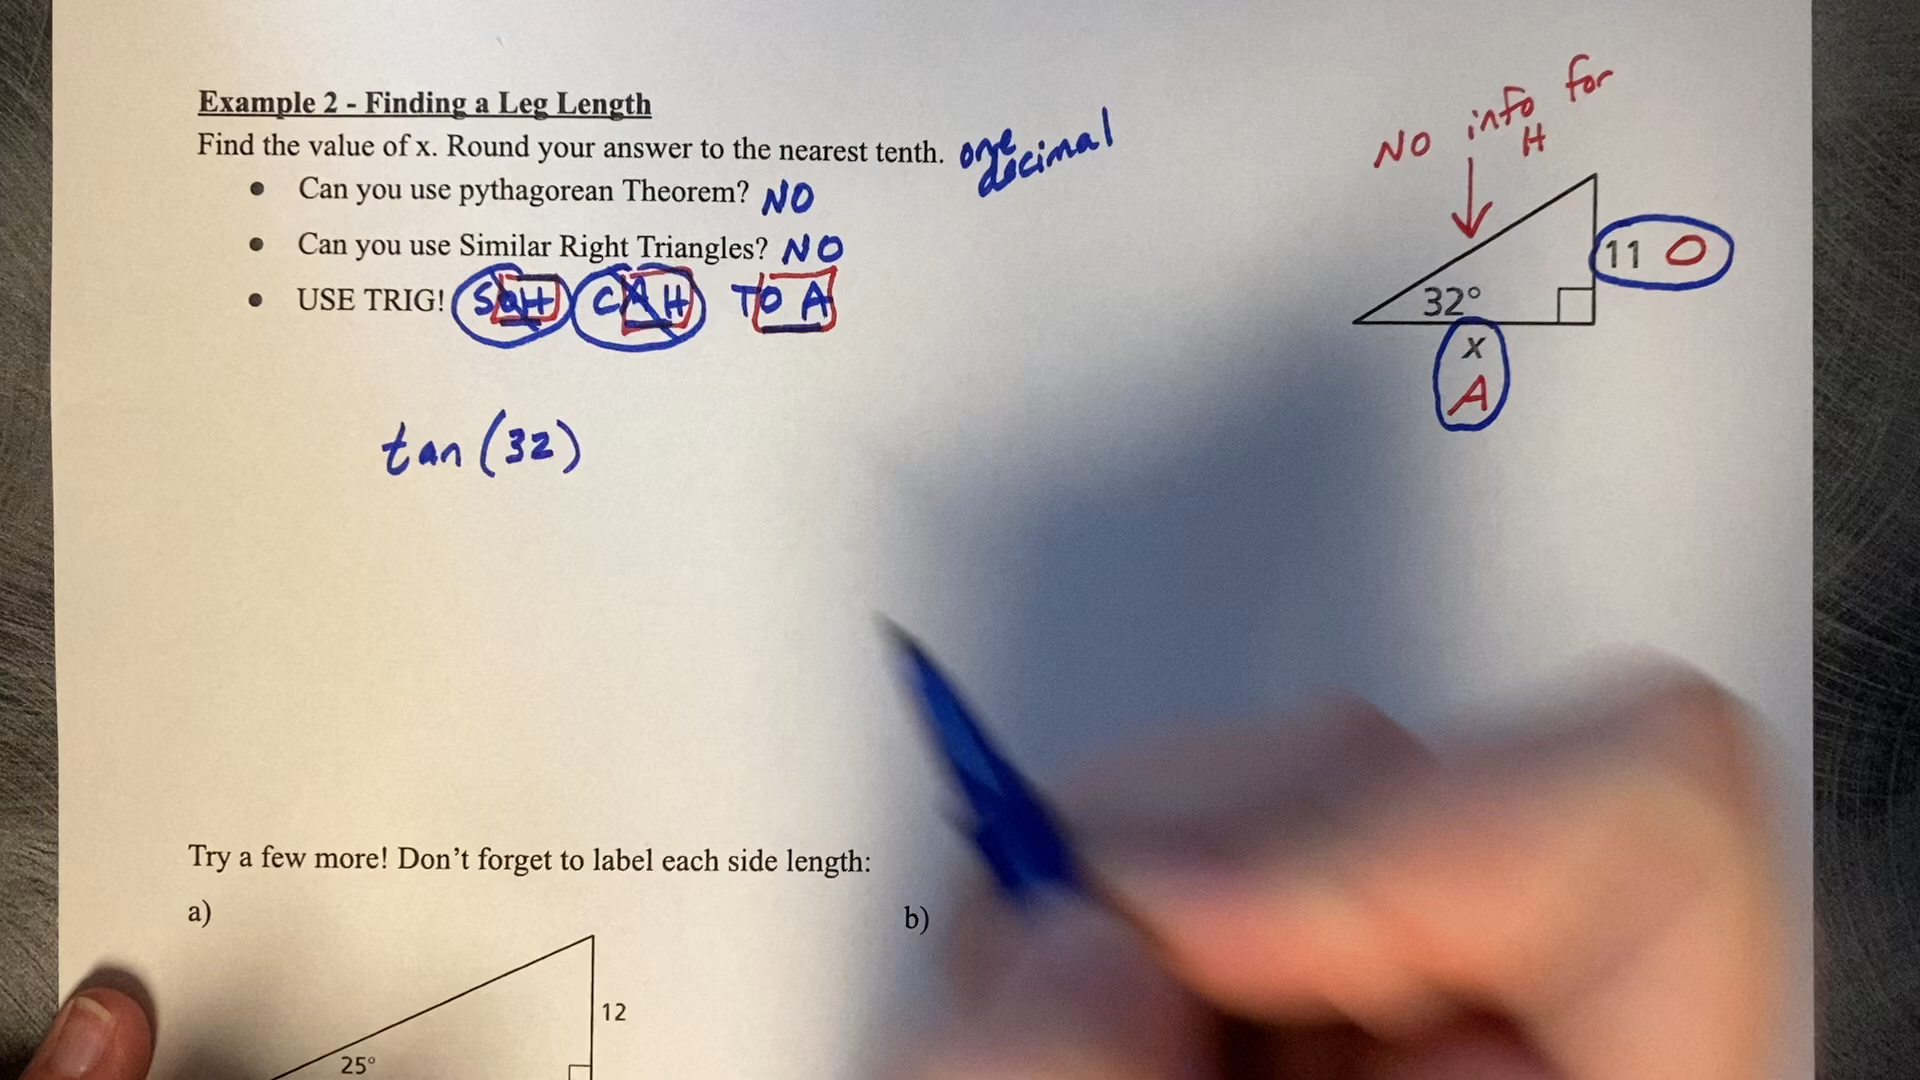 Example 2 - Finding a Leg Length
Find the value of x. Round your answer to the nearest tenth. one decimal
• Can you use pythagorean Theorem? NO
• Can you use Similar Right Triangles? NO
• USE TRIG! SOH CAH TO A
NO info for H
11 O
32°
x
A
tan (32)
Try a few more! Don't forget to label each side length:
a)
b)
12
25°